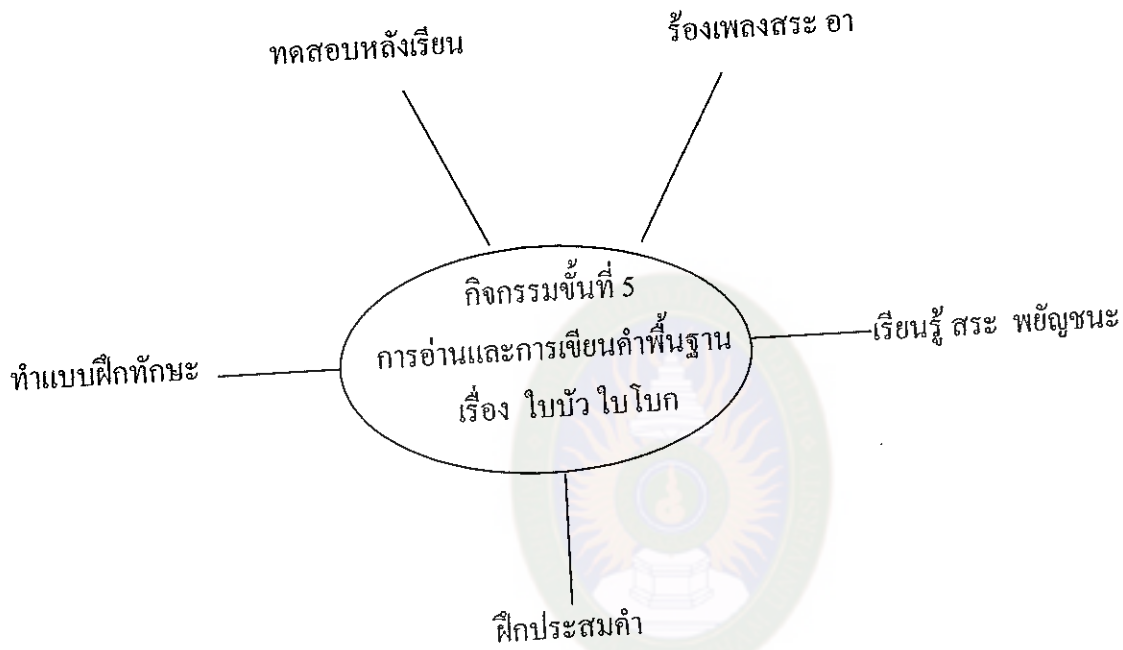 ทดสอบหลังเรียน
ร้องเพลงสระ อา
กิจกรรมขั้นที่ 5
การอ่านและการเขียนคำพื้นฐาน
เรื่อง ใบบัว ใบโบก
เรียนรู้ สระ พยัญชนะ
ทำแบบฝึกทักษะ
ฝึกประสมคำ